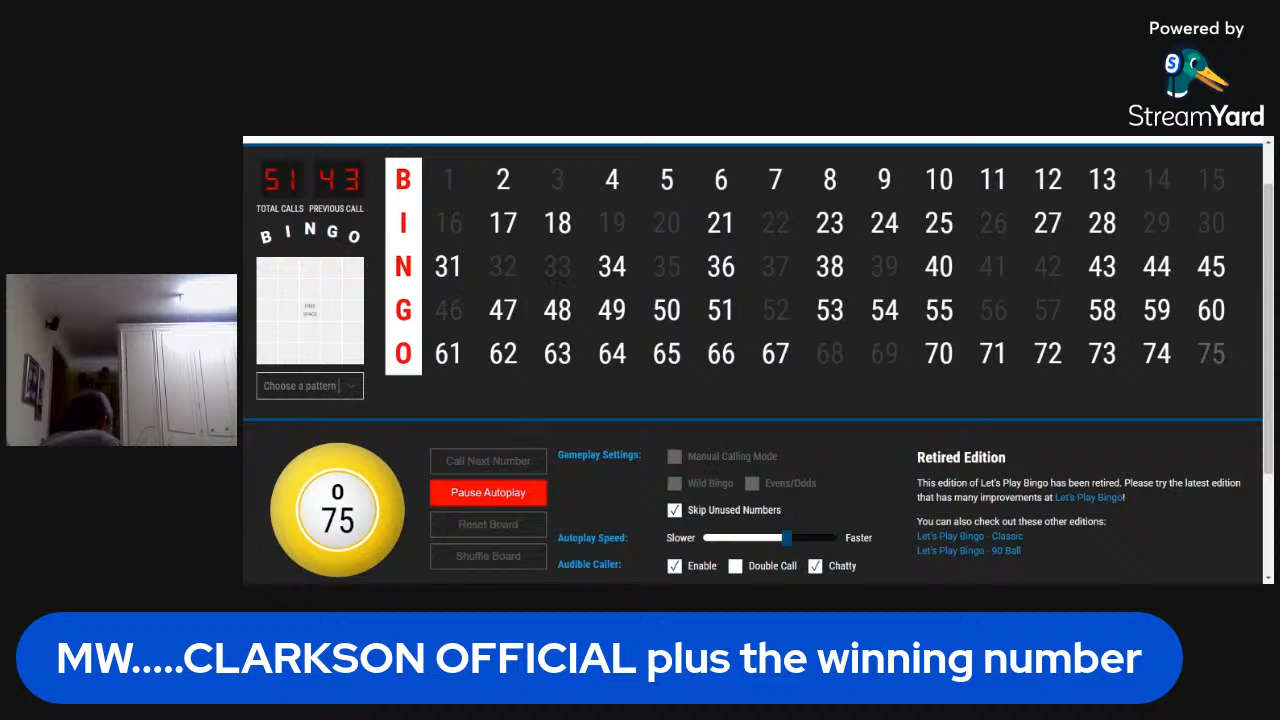 Powered by
S
StreamYard
51 43
TOTAL CALLS PREVIOUS CALL
B I N G O
FREE
SPACE
Choose a pattern
B 1 2 3 4 5 6 7 8 9 10 11 12 13 14 15
I 16 17 18 19 20 21 22 23 24 25 26 27 28 29 30
N 31 32 33 34 35 36 37 38 39 40 41 42 43 44 45
G 46 47 48 49 50 51 52 53 54 55 56 57 58 59 60
O 61 62 63 64 65 66 67 68 69 70 71 72 73 74 75
O
75
Call Next Number
Pause Autoplay
Reset Board
Shuffle Board
Gameplay Settings:
Manual Calling Mode
Wild Bingo Evens/Odds
Skip Unused Numbers
Autoplay Speed: Slower Faster
Audible Caller: Enable Double Call Chatty
Retired Edition
This edition of Let's Play Bingo has been retired. Please try the latest edition
that has many improvements at Let's Play Bingo!
You can also check out these other editions:
Let's Play Bingo - Classic
Let's Play Bingo - 90 Ball
MW.....CLARKSON OFFICIAL plus the winning number